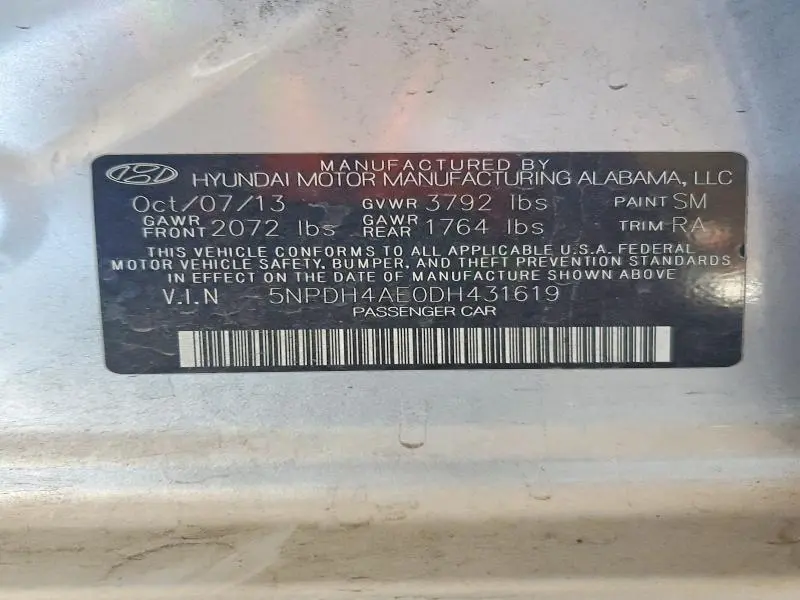 MANUFACTURED BY
HYUNDAI MOTOR MANUFACTURING ALABAMA, LLC
Oct/07/13 GVWR 3792 lbs PAINT SM
GAWR FRONT 2072 lbs GAWR REAR 1764 lbs TRIM RA
THIS VEHICLE CONFORMS TO ALL APPLICABLE U.S.A. FEDERAL
MOTOR VEHICLE SAFETY, BUMPER, AND THEFT PREVENTION STANDARDS
IN EFFECT ON THE DATE OF MANUFACTURE SHOWN ABOVE
V.I.N 5NPDH4AE0DH431619
PASSENGER CAR